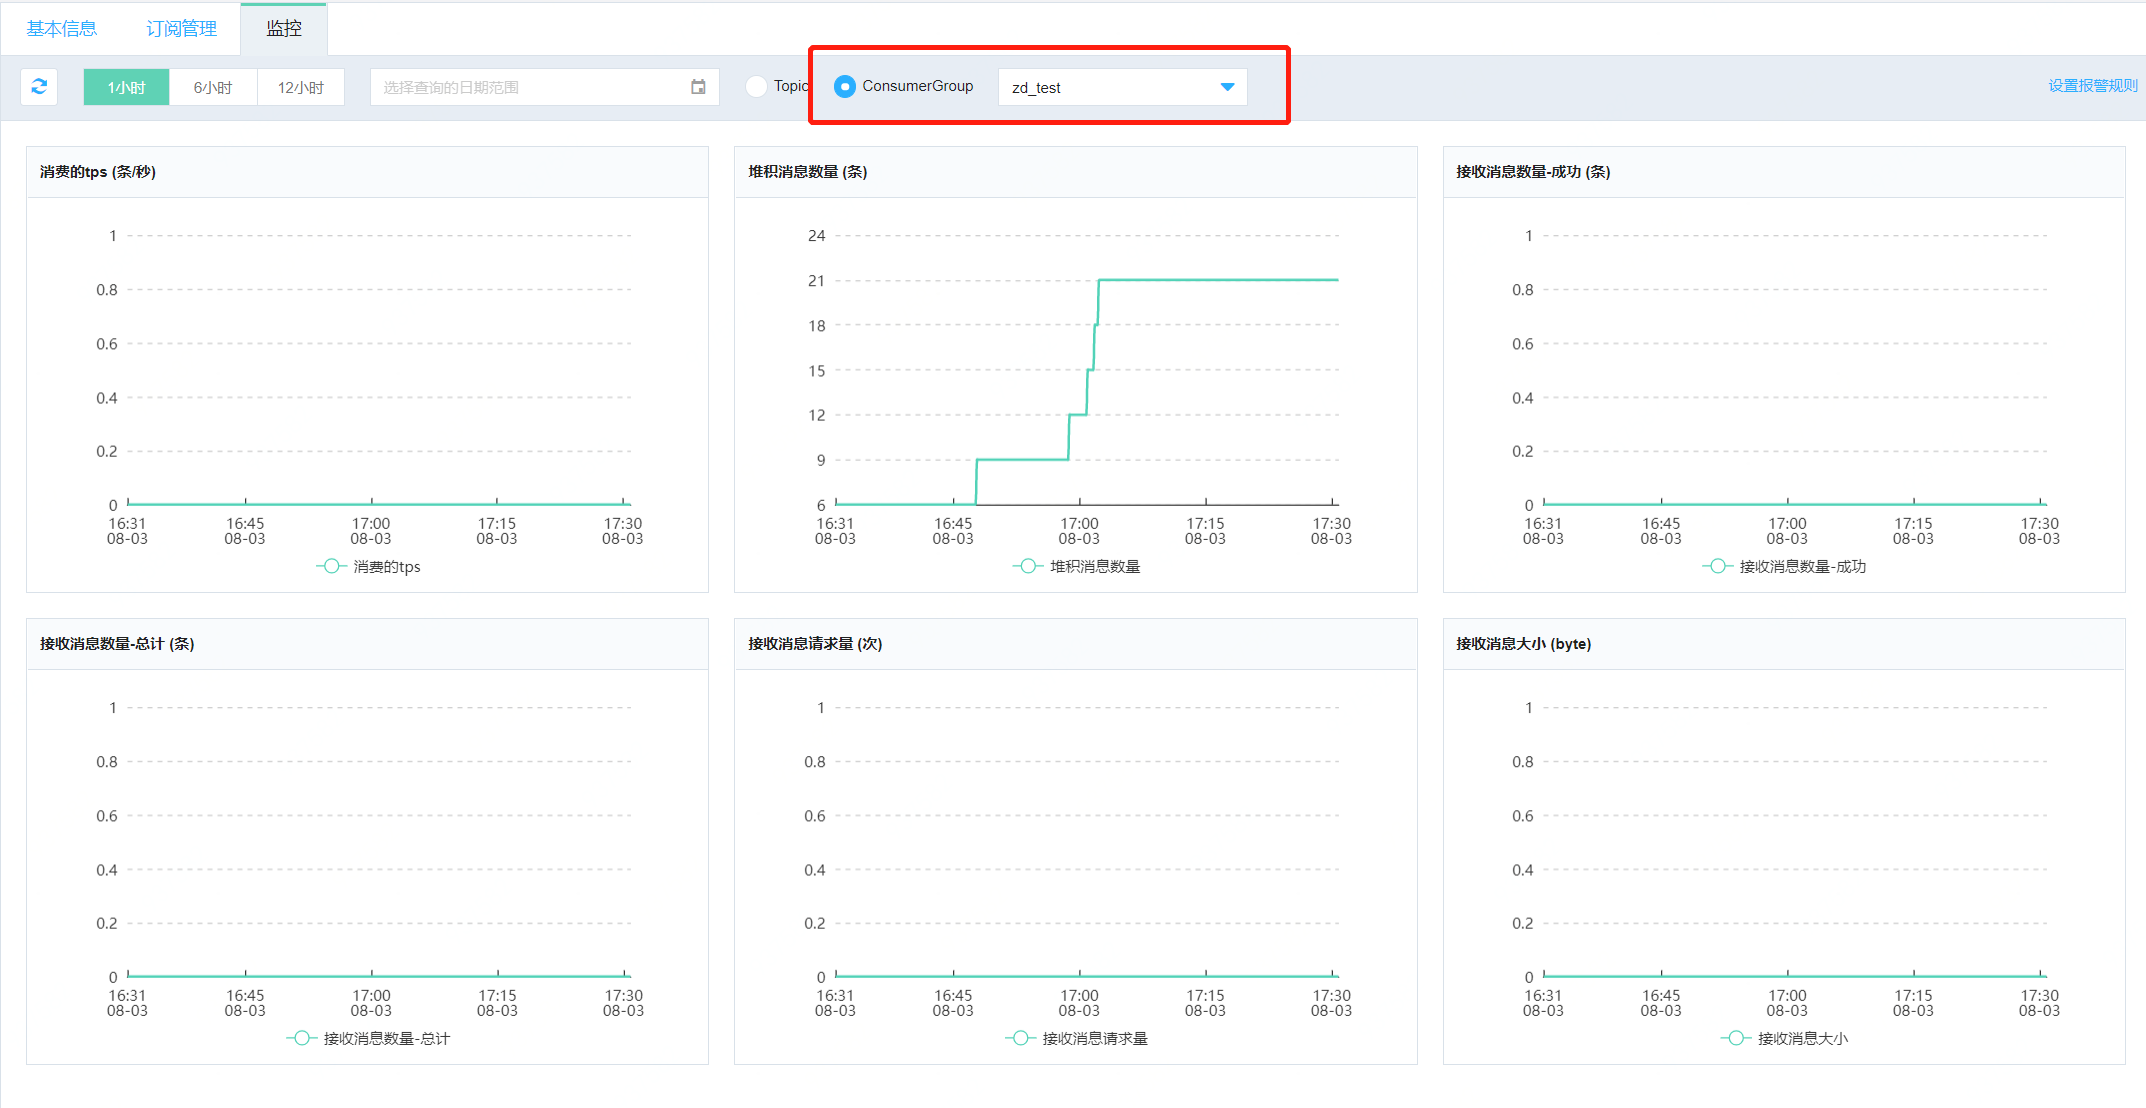 基本信息 订阅管理 监控
1小时 6小时 12小时 选择查询的日期范围 Topic ConsumerGroup zd_test 设置报警规则
消费的tps (条/秒)
1
0.8
0.6
0.4
0.2
0
16:31 16:45 17:00 17:15 17:30
08-03 08-03 08-03 08-03 08-03
消费的tps
堆积消息数量 (条)
24
21
18
15
12
9
6
16:31 16:45 17:00 17:15 17:30
08-03 08-03 08-03 08-03 08-03
堆积消息数量
接收消息数量-成功 (条)
1
0.8
0.6
0.4
0.2
0
16:31 16:45 17:00 17:15 17:30
08-03 08-03 08-03 08-03 08-03
接收消息数量-成功
接收消息数量-总计 (条)
1
0.8
0.6
0.4
0.2
0
16:31 16:45 17:00 17:15 17:30
08-03 08-03 08-03 08-03 08-03
接收消息数量-总计
接收消息请求量 (次)
1
0.8
0.6
0.4
0.2
0
16:31 16:45 17:00 17:15 17:30
08-03 08-03 08-03 08-03 08-03
接收消息请求量
接收消息大小 (byte)
1
0.8
0.6
0.4
0.2
0
16:31 16:45 17:00 17:15 17:30
08-03 08-03 08-03 08-03 08-03
接收消息大小